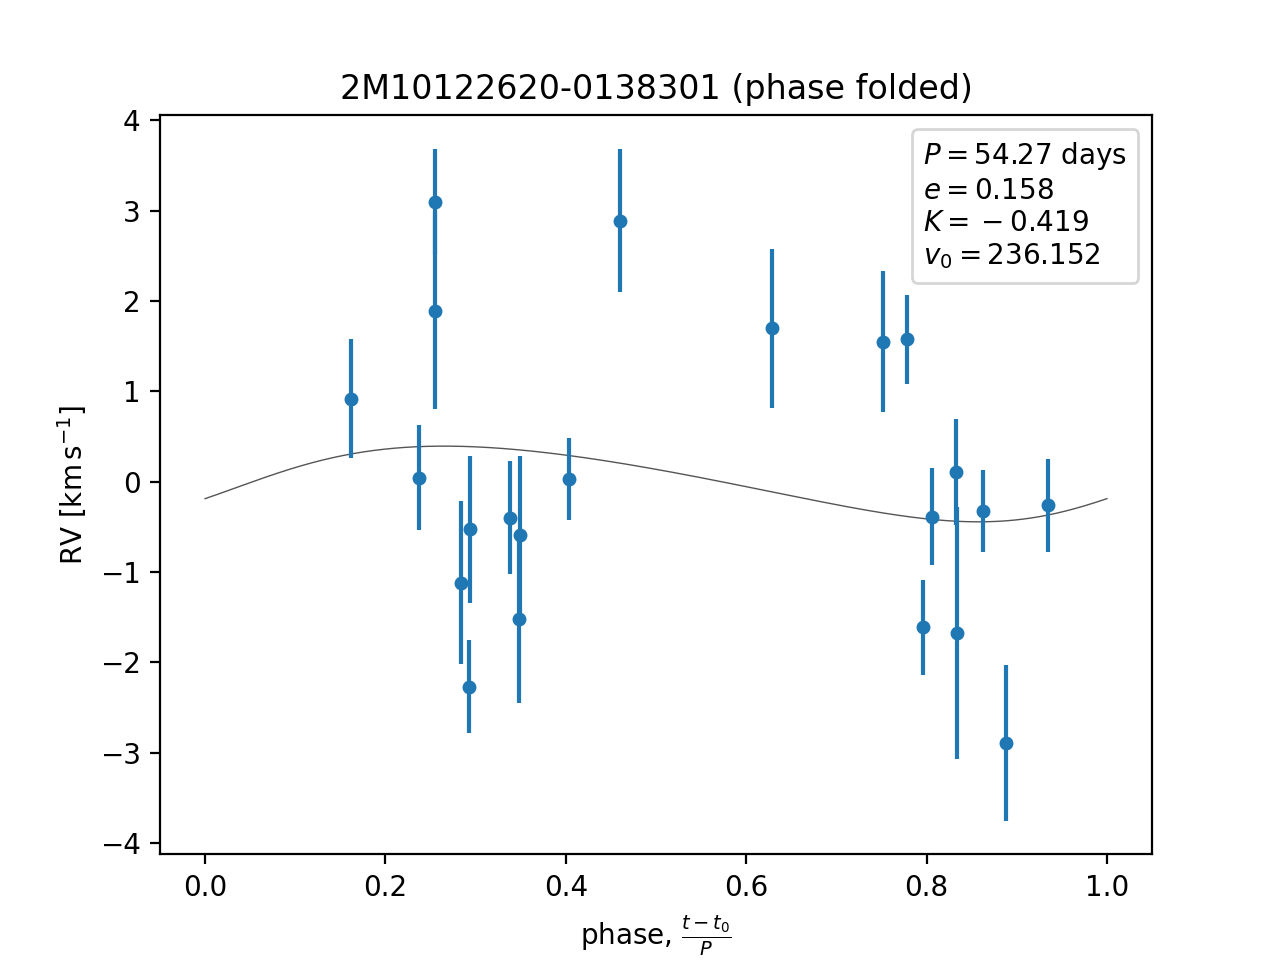 2M10122620-0138301 (phase folded)
P = 54.27 days
e = 0.158
K = −0.419
v₀ = 236.152
4
3
2
1
0
−1
−2
−3
−4
RV [km s⁻¹]
0.0 0.2 0.4 0.6 0.8 1.0
phase, (t − t₀)/P